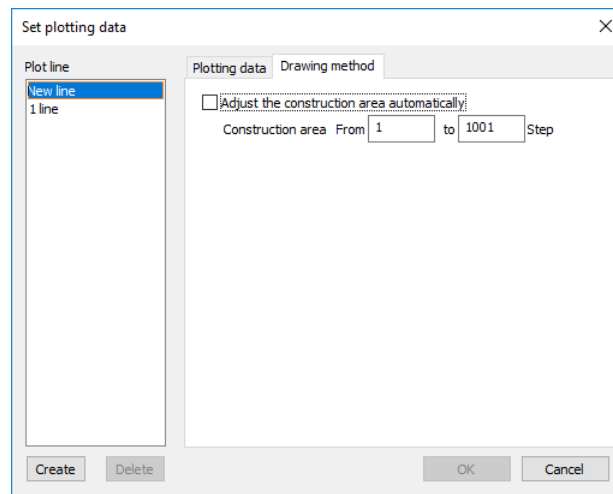 Set plotting data
Plot line
New line
1 line
Plotting data Drawing method
Adjust the construction area automatically
Construction area From 1 to 1001 Step
Create Delete OK Cancel